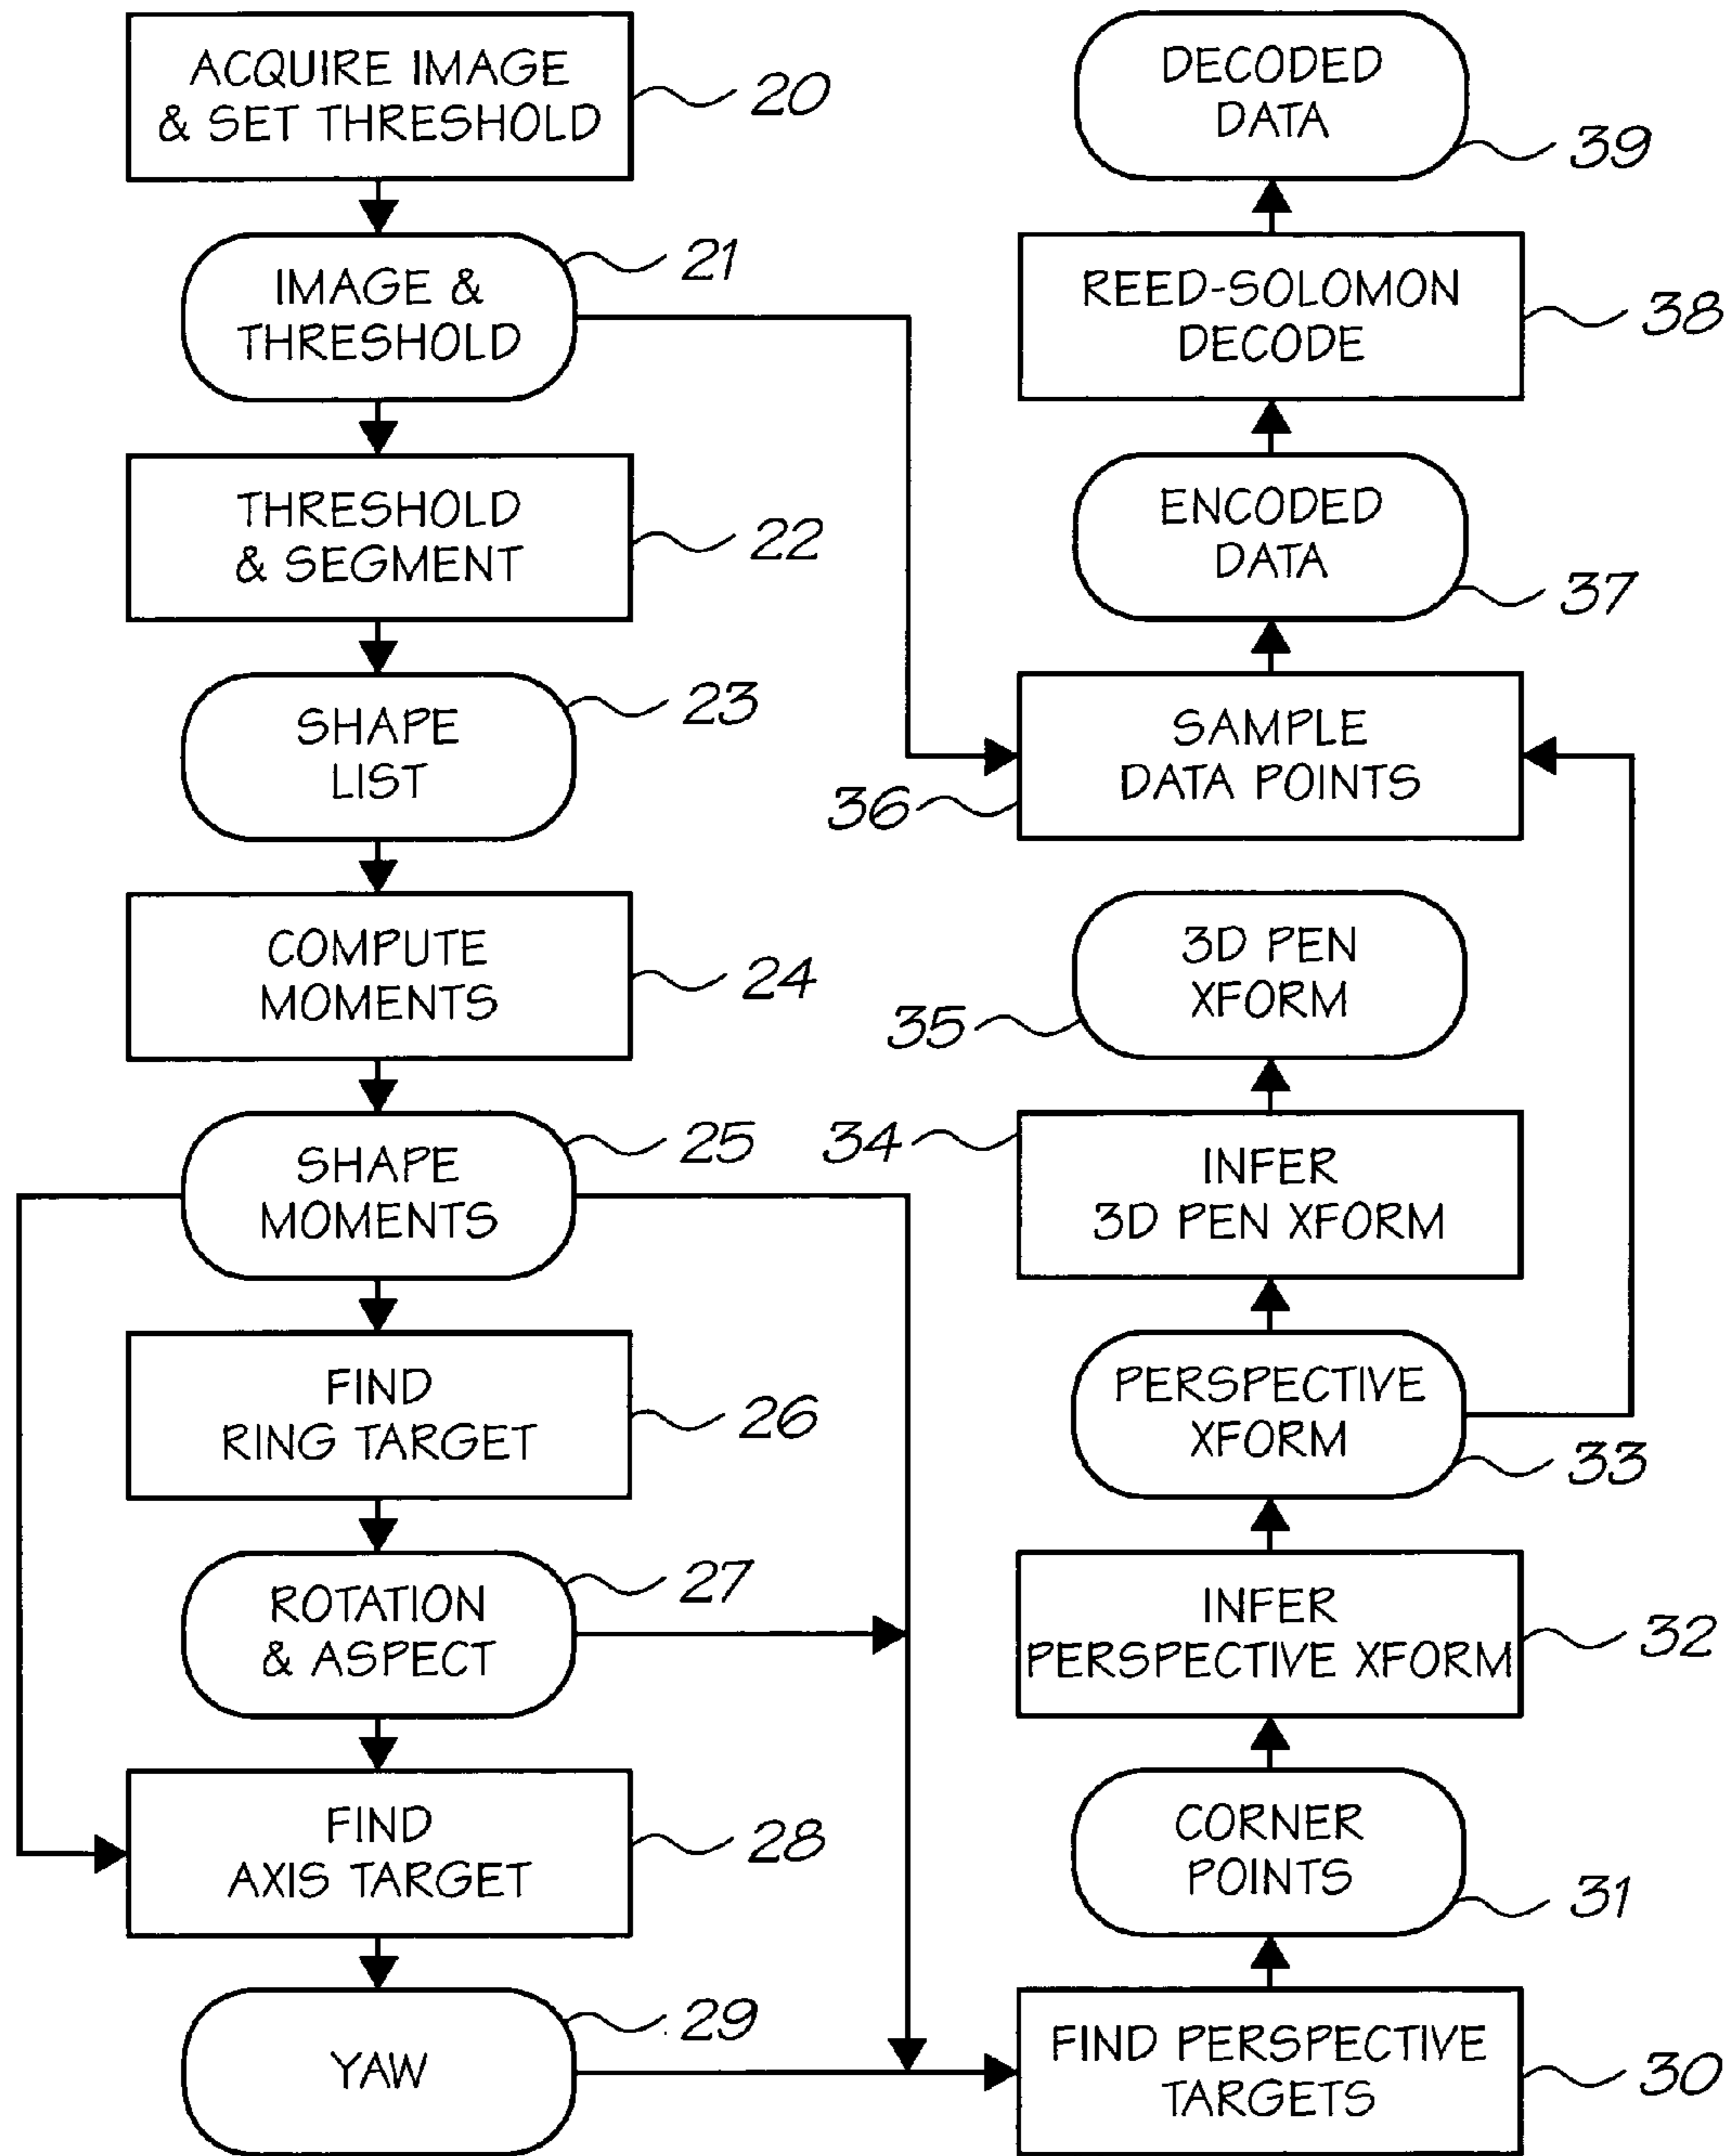 ACQUIRE IMAGE
& SET THRESHOLD
20
IMAGE &
THRESHOLD
21
THRESHOLD
& SEGMENT
22
SHAPE
LIST
23
COMPUTE
MOMENTS
24
SHAPE
MOMENTS
25
FIND
RING TARGET
26
ROTATION
& ASPECT
27
FIND
AXIS TARGET
28
YAW
29
FIND PERSPECTIVE
TARGETS
30
CORNER
POINTS
31
INFER
PERSPECTIVE XFORM
32
PERSPECTIVE
XFORM
33
INFER
3D PEN XFORM
34
3D PEN
XFORM
35
SAMPLE
DATA POINTS
36
ENCODED
DATA
37
REED-SOLOMON
DECODE
38
DECODED
DATA
39